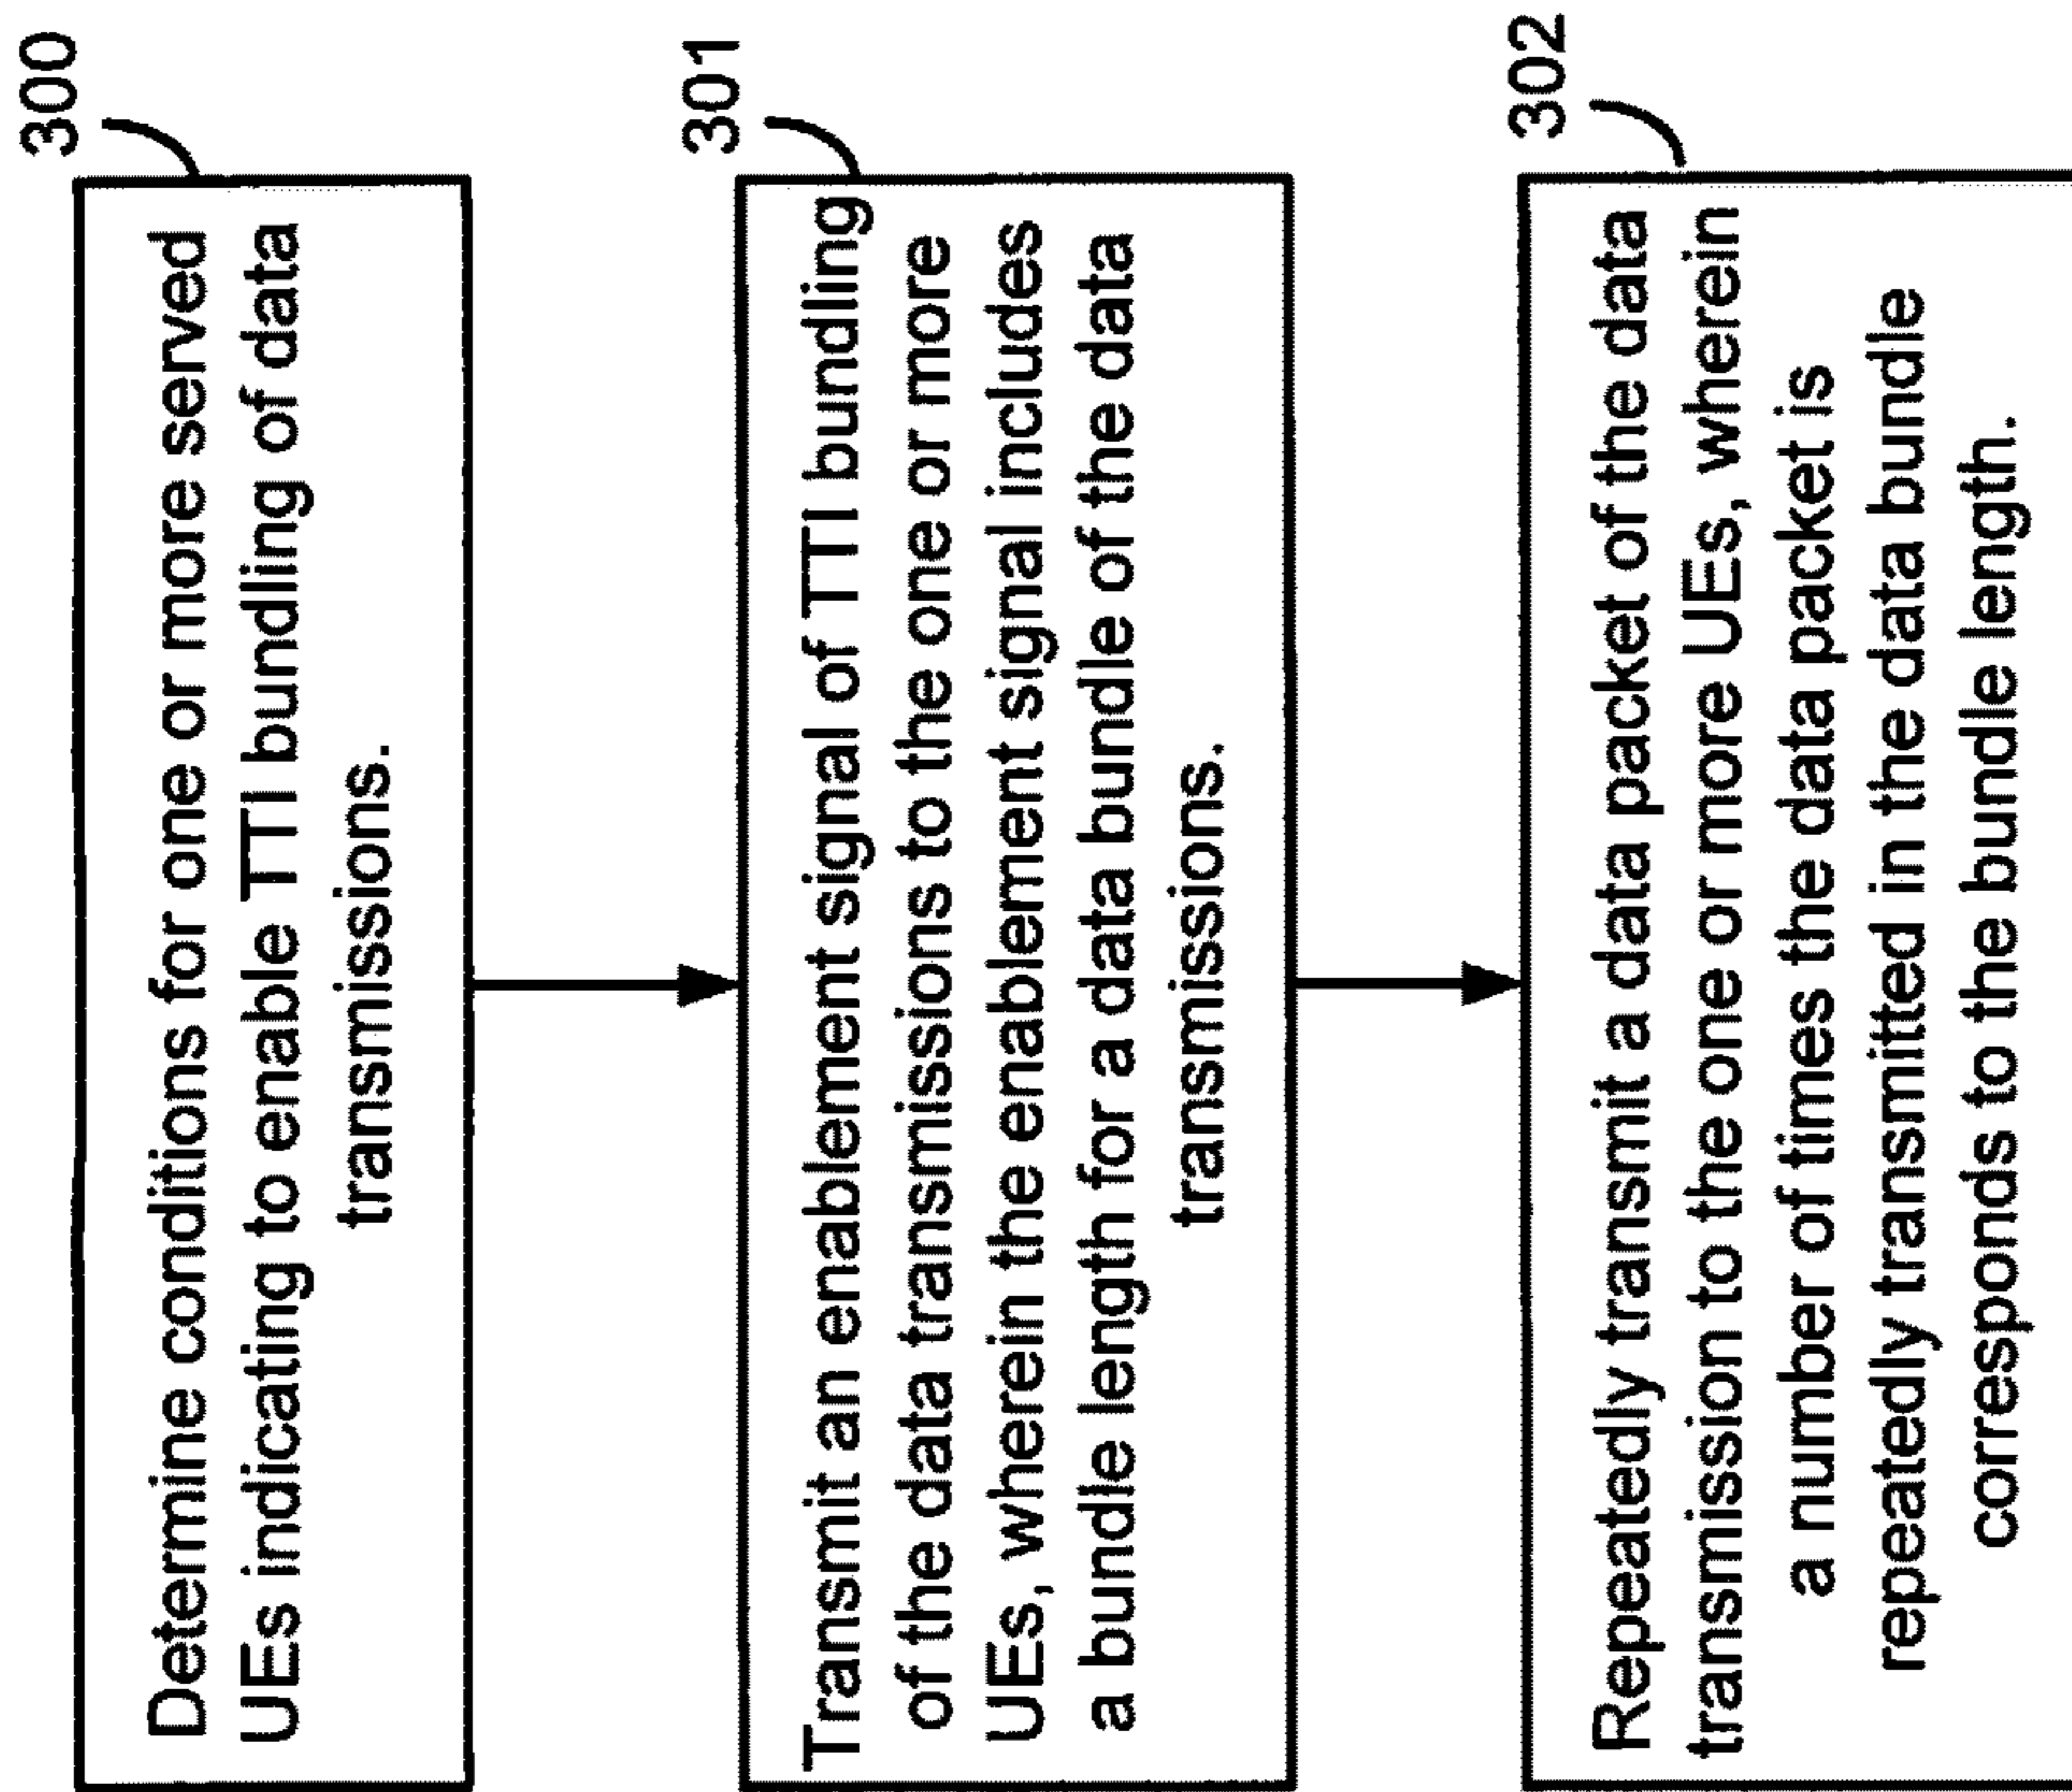 300
Determine conditions for one or more served
UEs indicating to enable TTI bundling of data
transmissions.
301
Transmit an enablement signal of TTI bundling
of the data transmissions to the one or more
UEs, wherein the enablement signal includes
a bundle length for a data bundle of the data
transmissions.
302
Repeatedly transmit a data packet of the data
transmission to the one or more UEs, wherein
a number of times the data packet is
repeatedly transmitted in the data bundle
corresponds to the bundle length.